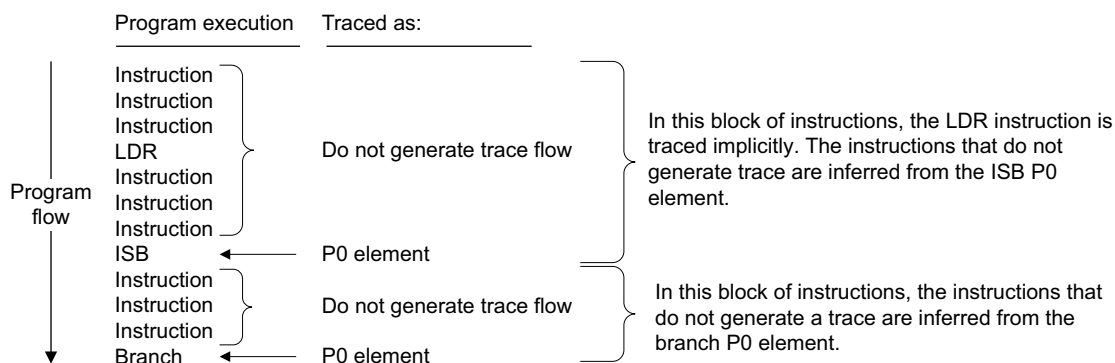 Program execution
Traced as:
Program
flow
Instruction
Instruction
Instruction
LDR
Instruction
Instruction
Instruction
Do not generate trace flow
ISB
P0 element
In this block of instructions, the LDR instruction is
traced implicitly. The instructions that do not
generate trace are inferred from the ISB P0
element.
Instruction
Instruction
Instruction
Do not generate trace flow
Branch
P0 element
In this block of instructions, the instructions that
do not generate a trace are inferred from the
branch P0 element.